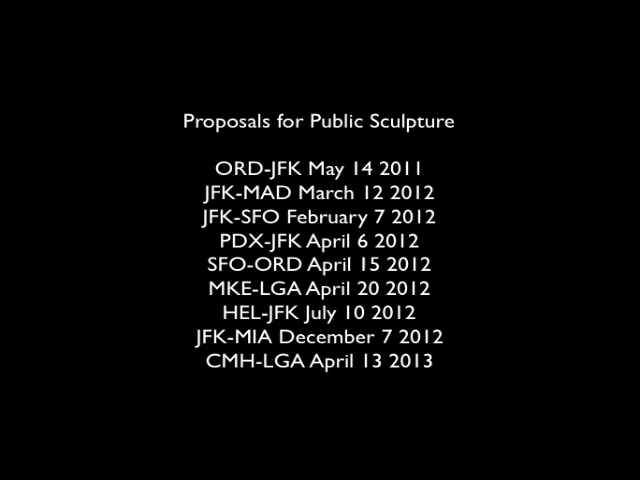 Proposals for Public Sculpture
ORD-JFK May 14 2011
JFK-MAD March 12 2012
JFK-SFO February 7 2012
PDX-JFK April 6 2012
SFO-ORD April 15 2012
MKE-LGA April 20 2012
HEL-JFK July 10 2012
JFK-MIA December 7 2012
CMH-LGA April 13 2013